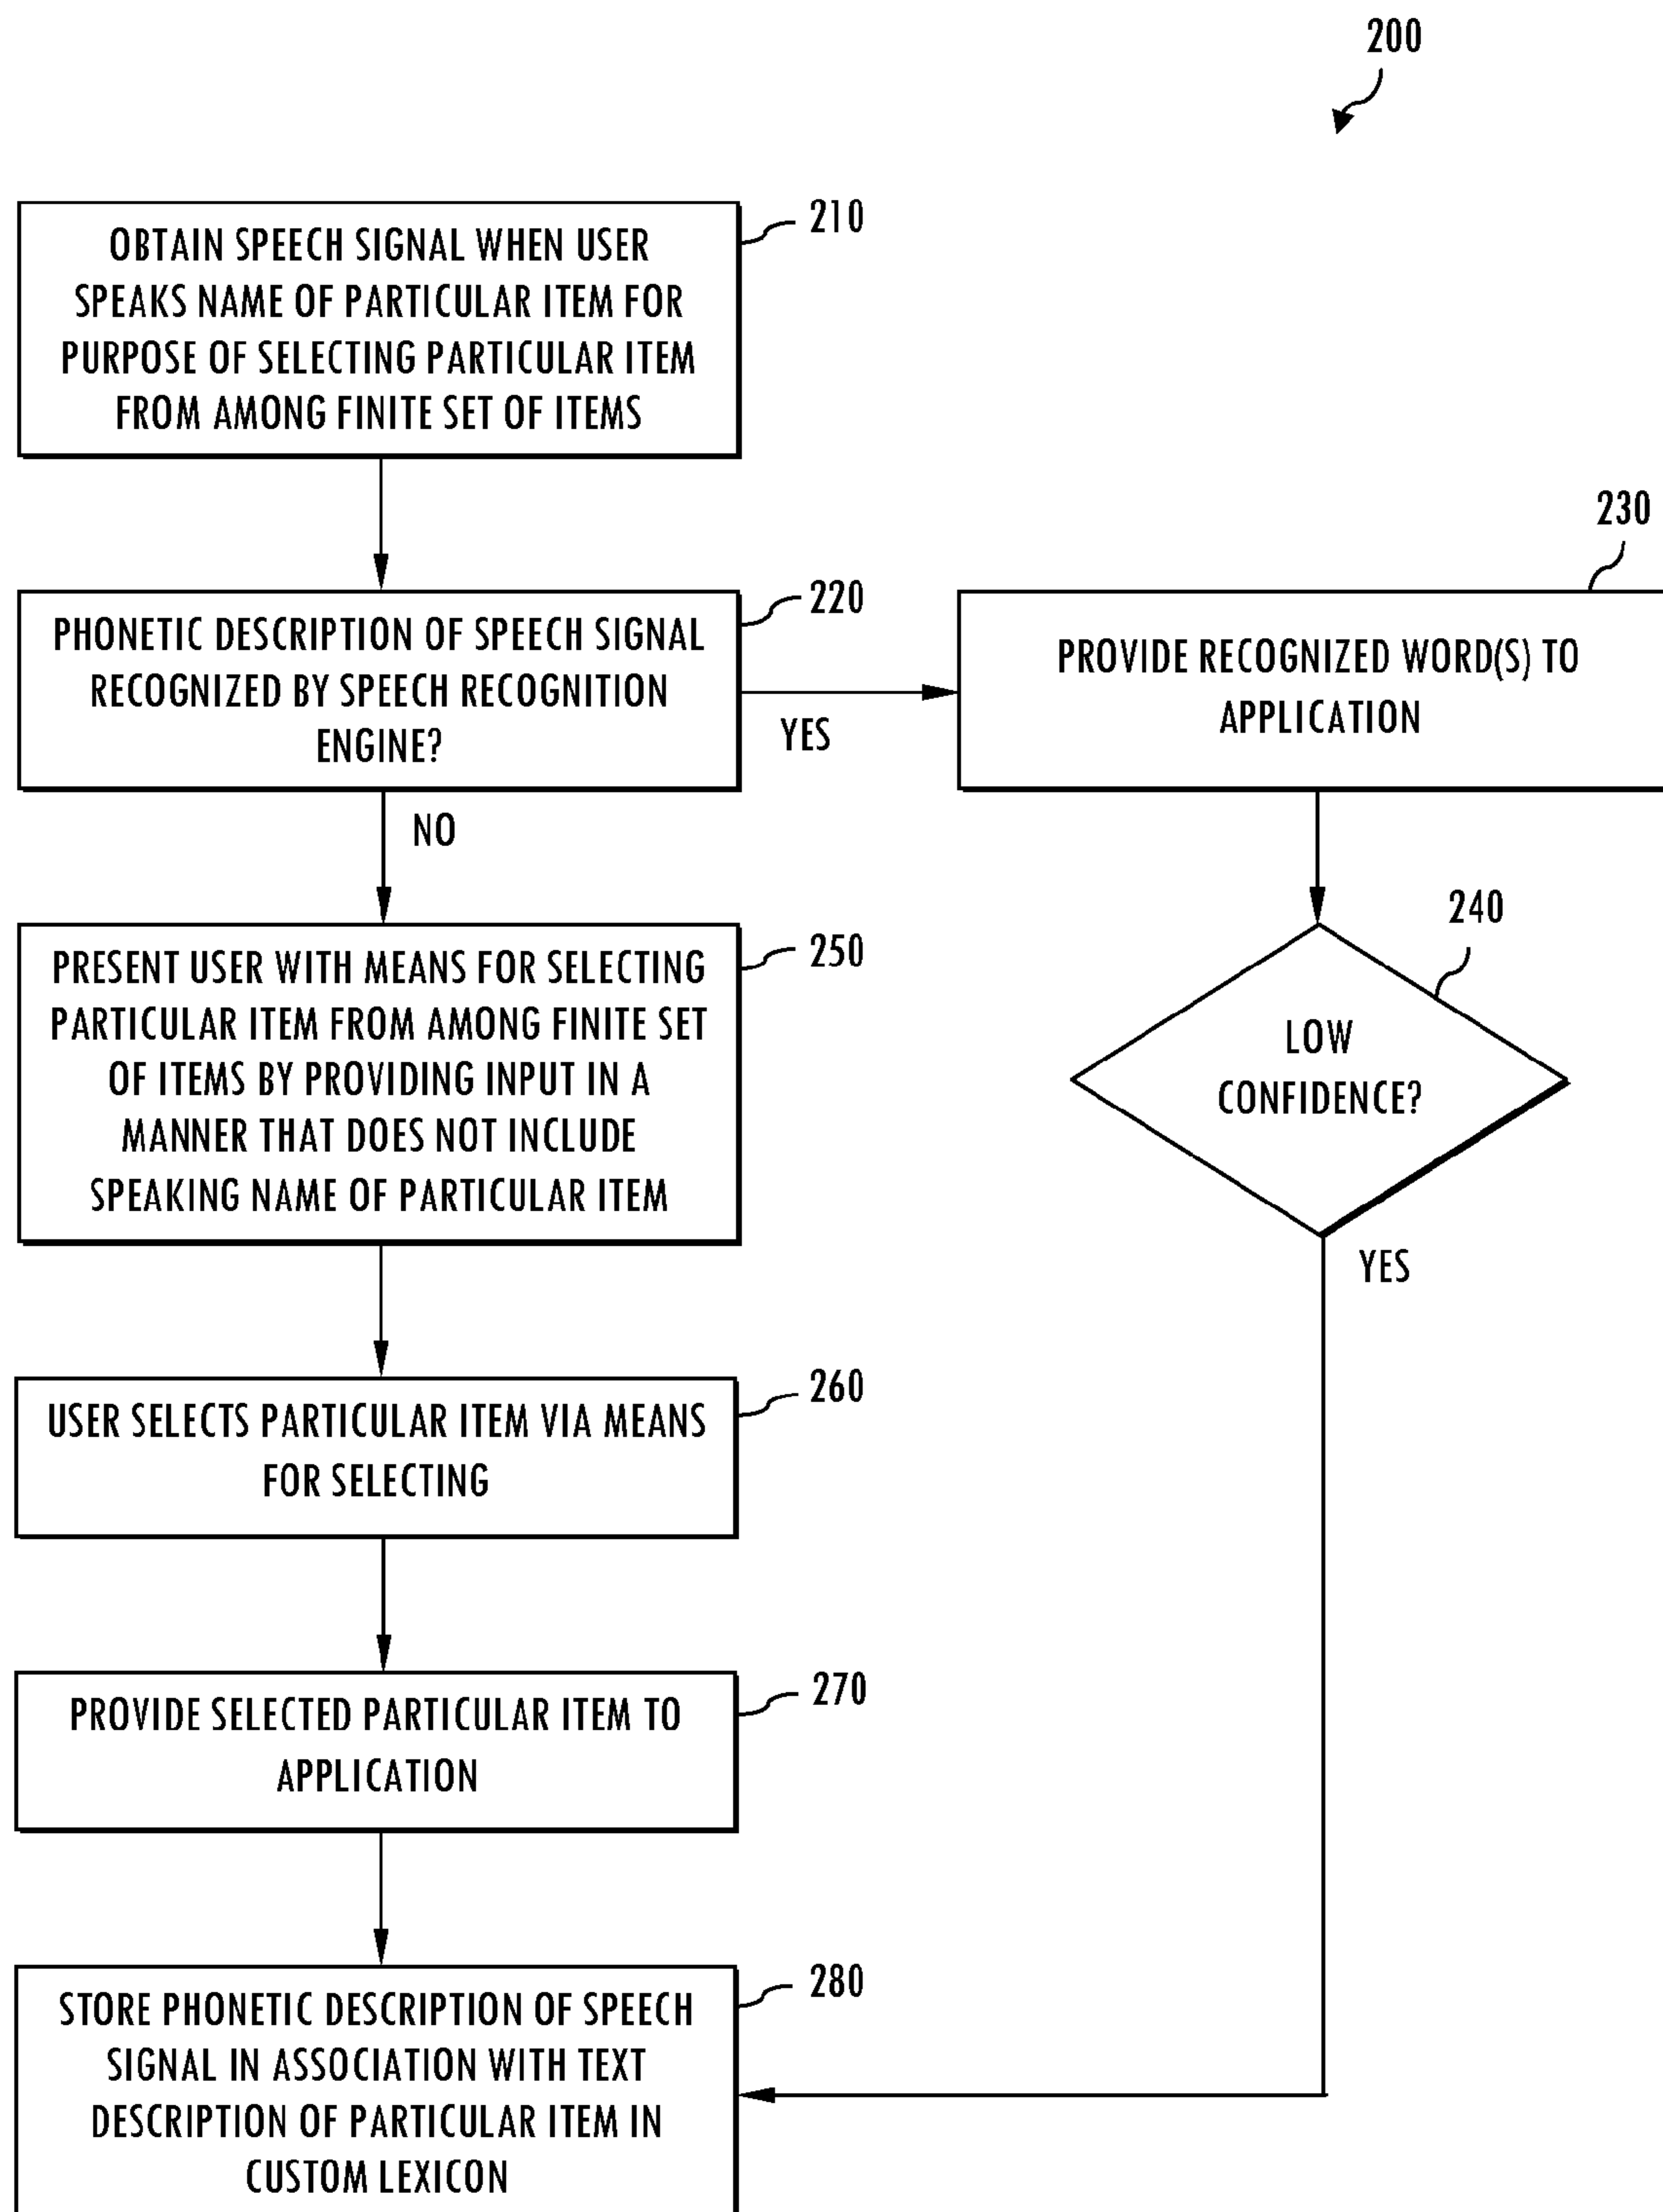 200
OBTAIN SPEECH SIGNAL WHEN USER
SPEAKS NAME OF PARTICULAR ITEM FOR
PURPOSE OF SELECTING PARTICULAR ITEM
FROM AMONG FINITE SET OF ITEMS
210
PHONETIC DESCRIPTION OF SPEECH SIGNAL
RECOGNIZED BY SPEECH RECOGNITION
ENGINE?
220
YES
NO
230
PROVIDE RECOGNIZED WORD(S) TO
APPLICATION
240
LOW
CONFIDENCE?
YES
PRESENT USER WITH MEANS FOR SELECTING
PARTICULAR ITEM FROM AMONG FINITE SET
OF ITEMS BY PROVIDING INPUT IN A
MANNER THAT DOES NOT INCLUDE
SPEAKING NAME OF PARTICULAR ITEM
250
USER SELECTS PARTICULAR ITEM VIA MEANS
FOR SELECTING
260
PROVIDE SELECTED PARTICULAR ITEM TO
APPLICATION
270
STORE PHONETIC DESCRIPTION OF SPEECH
SIGNAL IN ASSOCIATION WITH TEXT
DESCRIPTION OF PARTICULAR ITEM IN
CUSTOM LEXICON
280